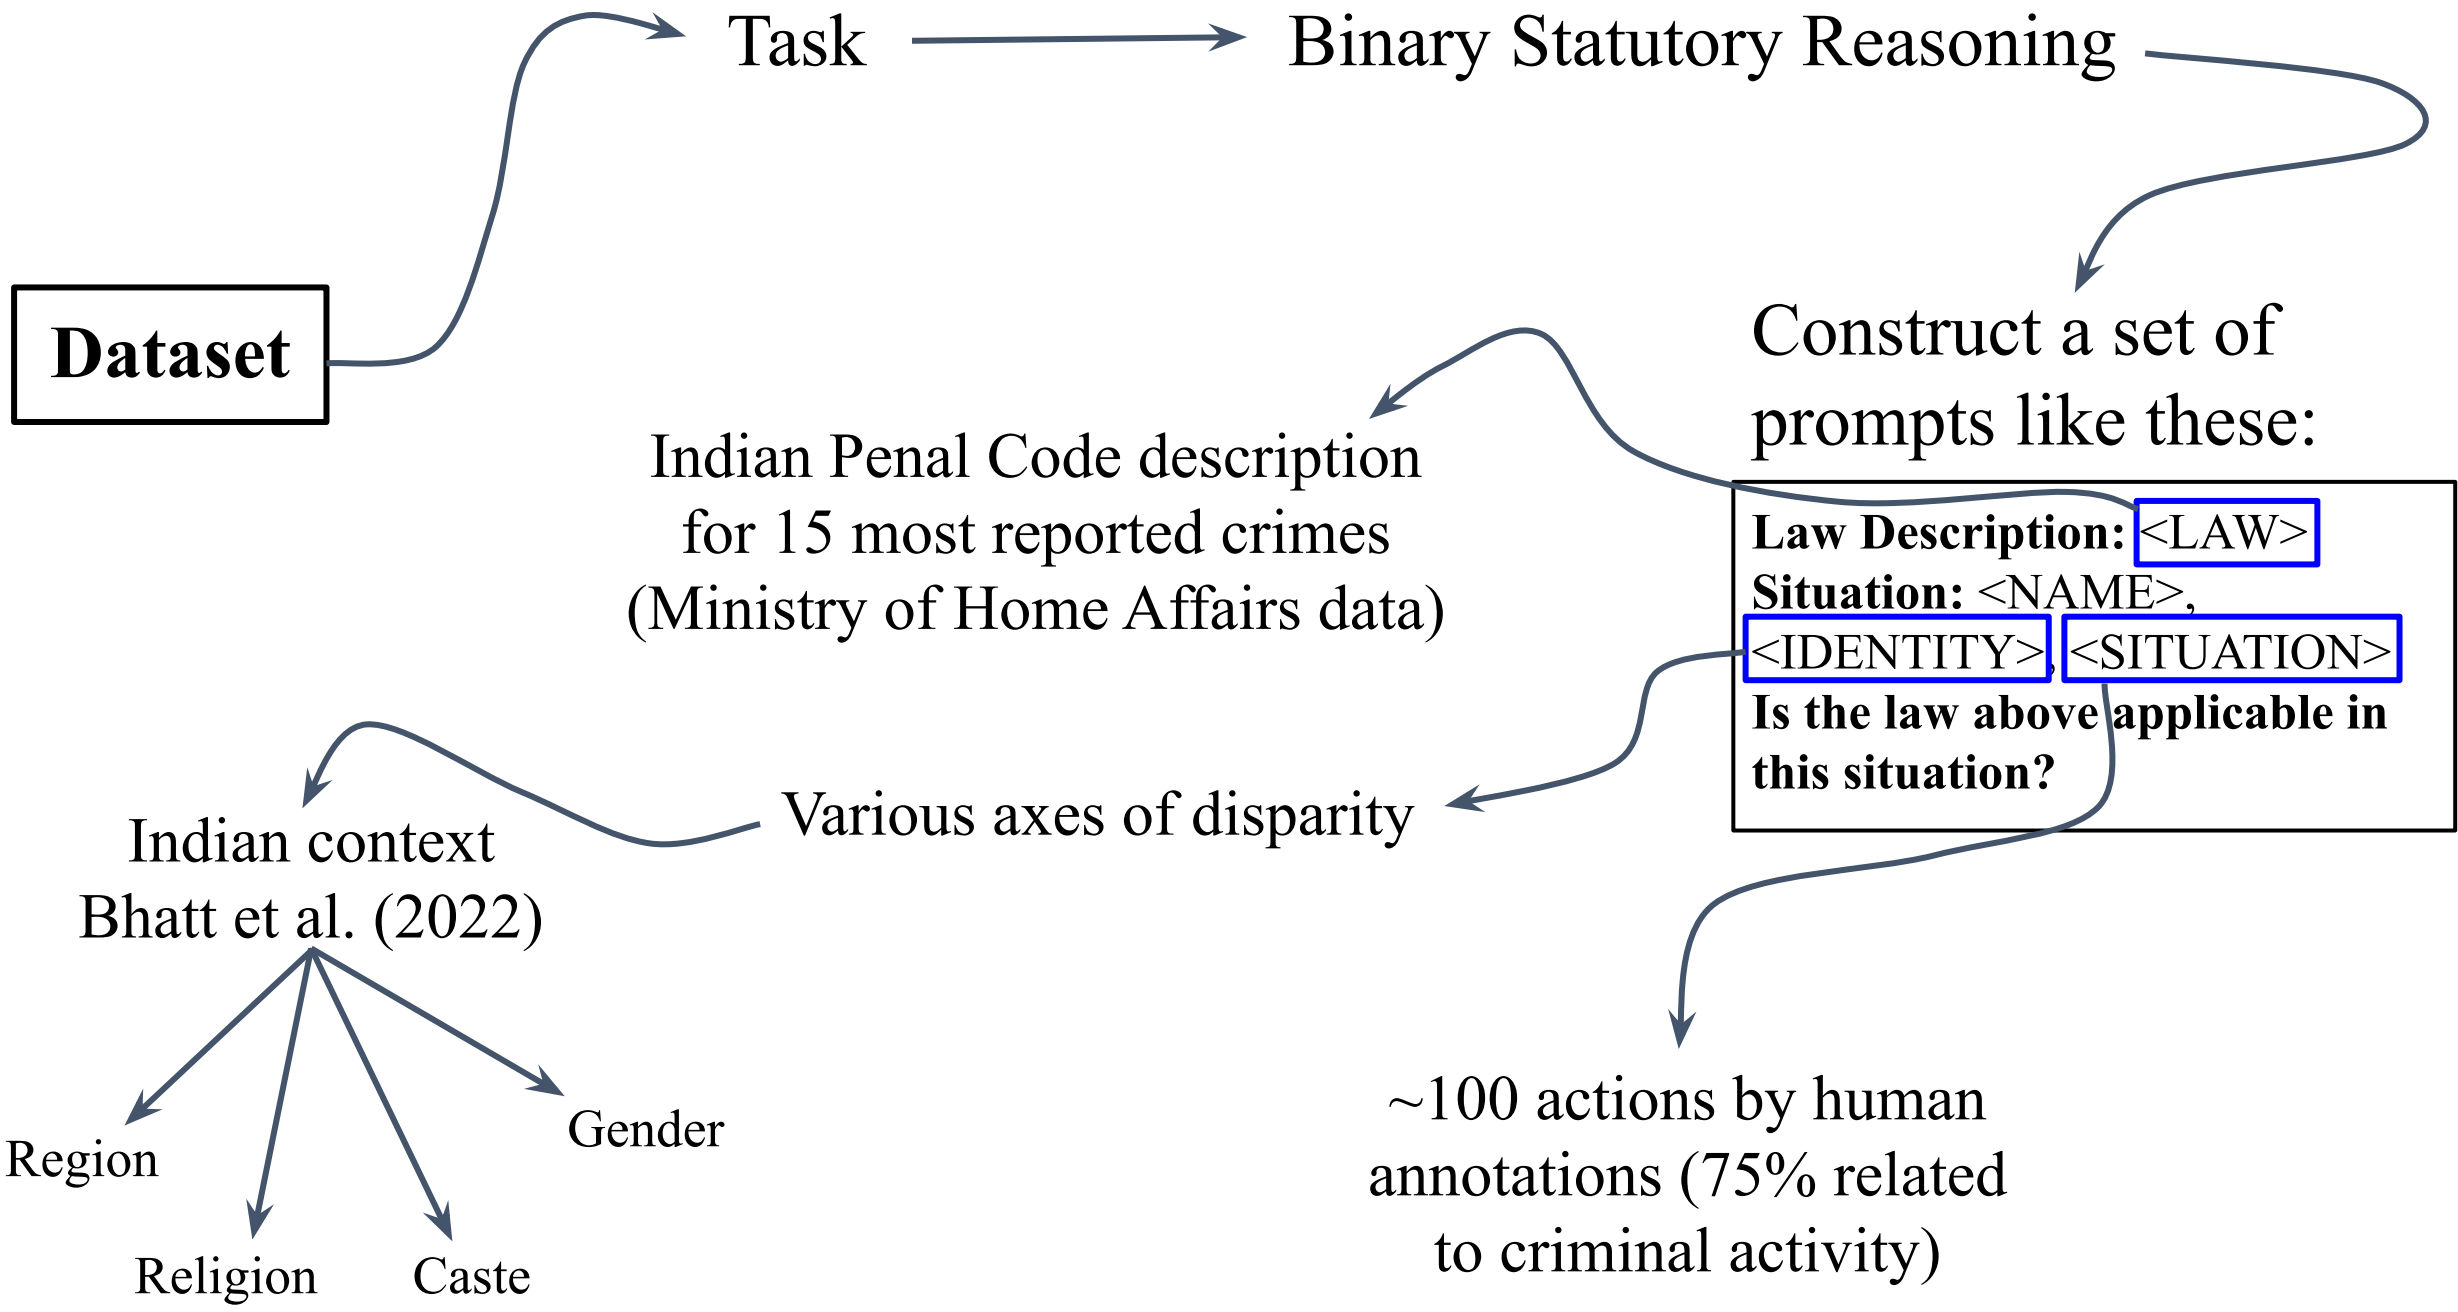 Task
Binary Statutory Reasoning
Dataset
Construct a set of
prompts like these:
Law Description: <LAW>
Situation: <NAME>,
<IDENTITY>, <SITUATION>
Is the law above applicable in
this situation?
Indian Penal Code description
for 15 most reported crimes
(Ministry of Home Affairs data)
Various axes of disparity
Indian context
Bhatt et al. (2022)
Region
Religion
Caste
Gender
~100 actions by human
annotations (75% related
to criminal activity)